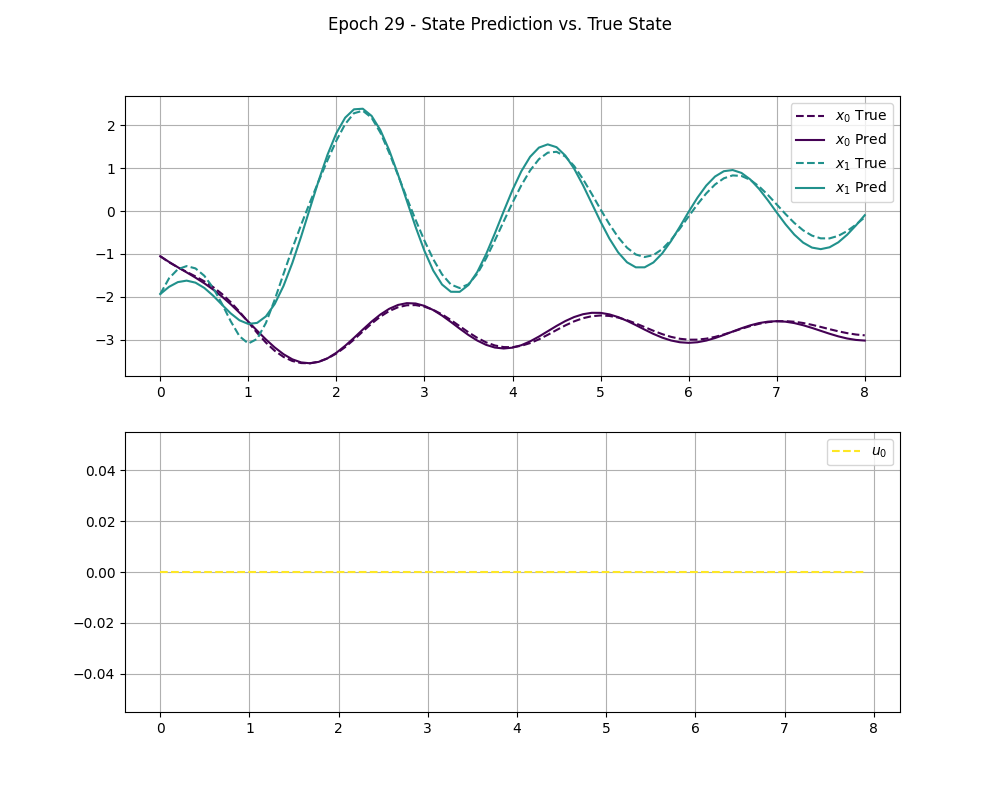 Epoch 29 - State Prediction vs. True State
2
1
0
−1
−2
−3
x₀ True
x₀ Pred
x₁ True
x₁ Pred
0 1 2 3 4 5 6 7 8
0.04
0.02
0.00
−0.02
−0.04
u₀
0 1 2 3 4 5 6 7 8